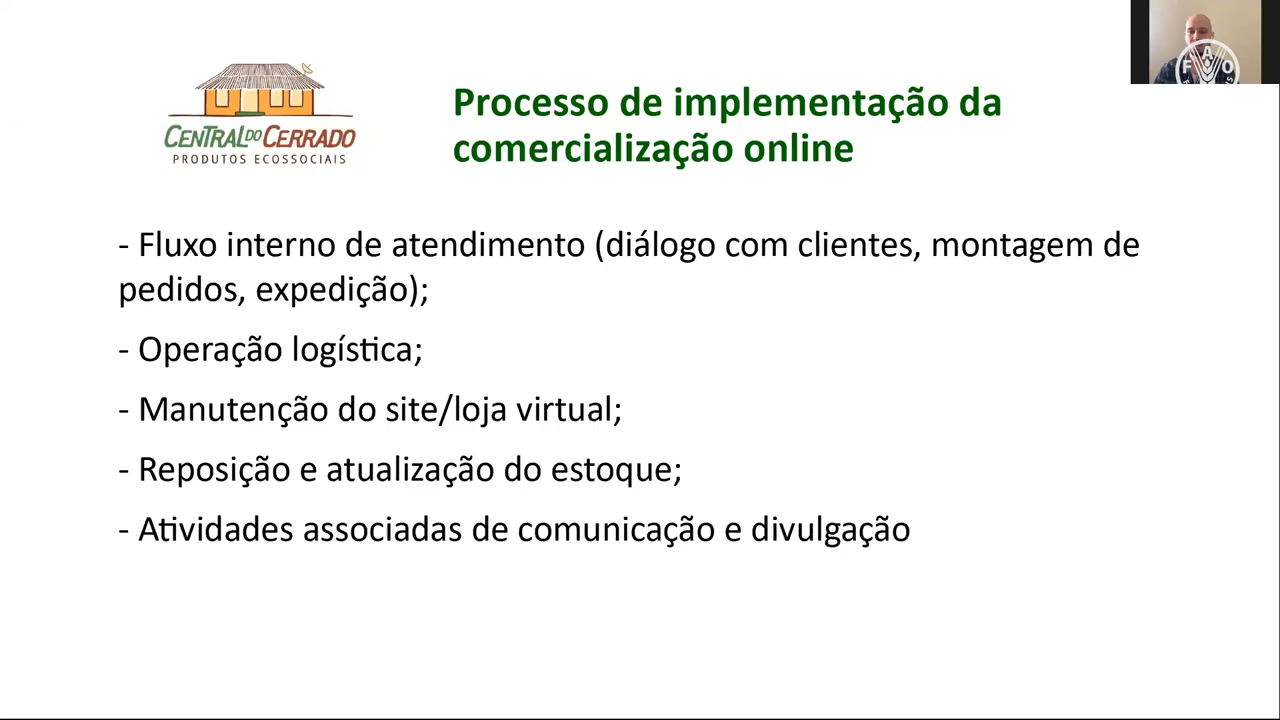 CENTRAL DO CERRADO
PRODUTOS ECOSSOCIAIS
Processo de implementação da
comercialização online
- Fluxo interno de atendimento (diálogo com clientes, montagem de
pedidos, expedição);
- Operação logística;
- Manutenção do site/loja virtual;
- Reposição e atualização do estoque;
- Atividades associadas de comunicação e divulgação
FAO